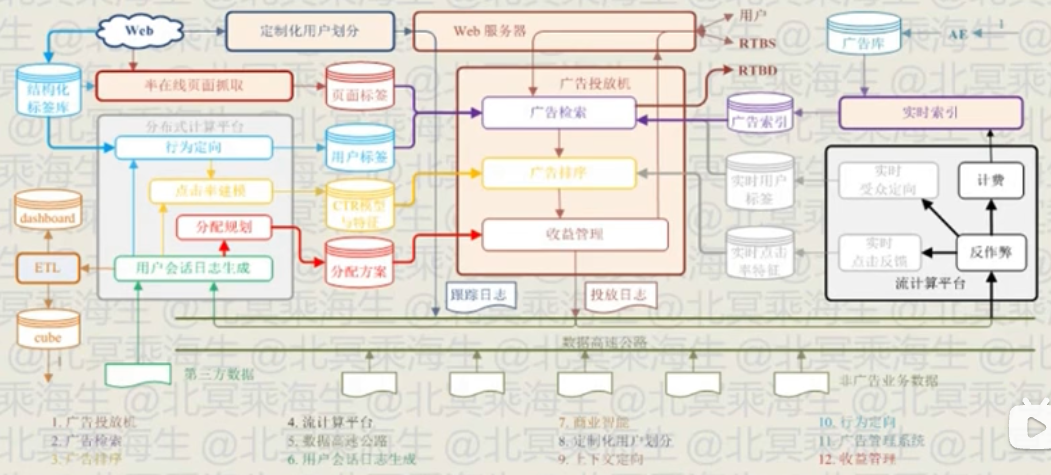 Web
定制化用户划分
Web 服务器
用户
RTBS
广告库
AE
1
结构化
标签库
半在线页面抓取
页面标签
广告投放机
RTBD
广告检索
广告索引
实时索引
分布式计算平台
行为定向
用户标签
点击率建模
CTR模型
与特征
广告排序
实时用户
标签
实时
受众定向
计费
dashboard
分配规划
收益管理
实时点击
率特征
实时
点击反馈
反作弊
ETL
用户会话日志生成
分配方案
流计算平台
跟踪日志
投放日志
cube
1
数据高速公路
第三方数据
非广告业务数据
1. 广告投放机
2. 广告检索
3. 广告排序
4. 流计算平台
5. 数据高速公路
6. 用户会话日志生成
7. 商业智能
8. 定制化用户划分
9. 上下文定向
10. 行为定向
11. 广告管理系统
12. 收益管理
@北冥乘海生